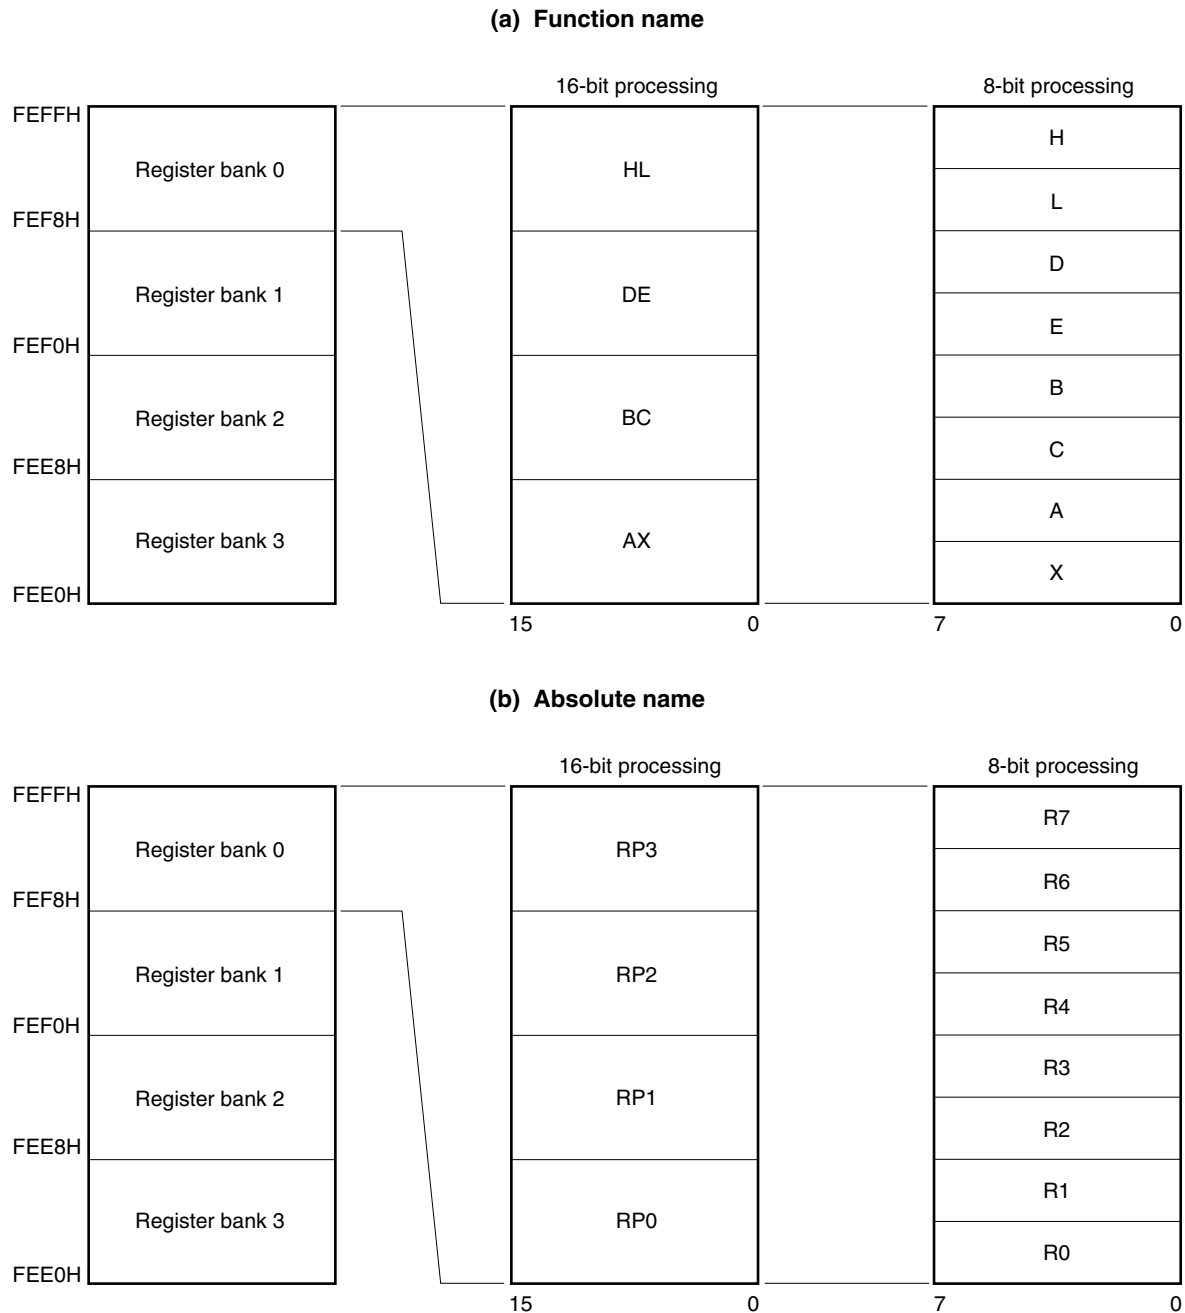 (a) Function name
16-bit processing
8-bit processing
FEFFH
H
Register bank 0
HL
L
FEF8H
D
Register bank 1
DE
E
FEF0H
B
Register bank 2
BC
C
FEE8H
A
Register bank 3
AX
X
FEE0H
15
0
7
0
(b) Absolute name
16-bit processing
8-bit processing
FEFFH
R7
Register bank 0
RP3
R6
FEF8H
R5
Register bank 1
RP2
R4
FEF0H
R3
Register bank 2
RP1
R2
FEE8H
R1
Register bank 3
RP0
R0
FEE0H
15
0
7
0